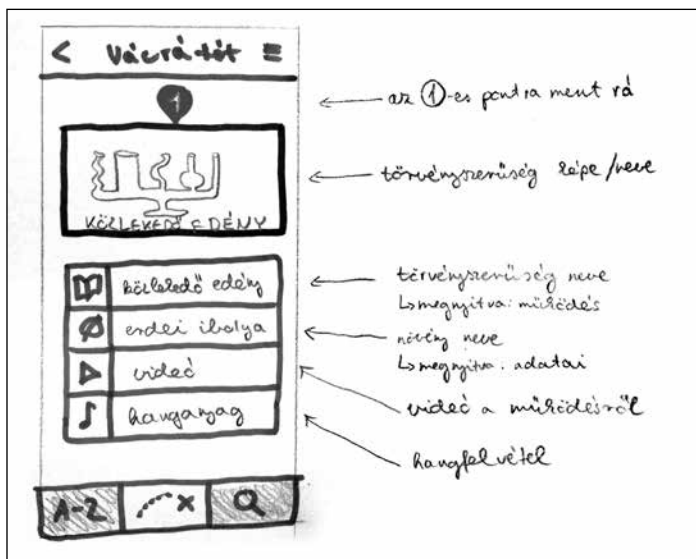 < Vácrátót ≡
1
KÖZLEKEDŐ EDÉNY
közlekedő edény
erdei ibolya
videó
hanganyag
A-Z
az 1-es pontra ment rá
törvényszerűség képe/neve
törvényszerűség neve
↳ megnyitva: működés
növény neve
↳ megnyitva: adatai
videó a működésről
hangfelvétel